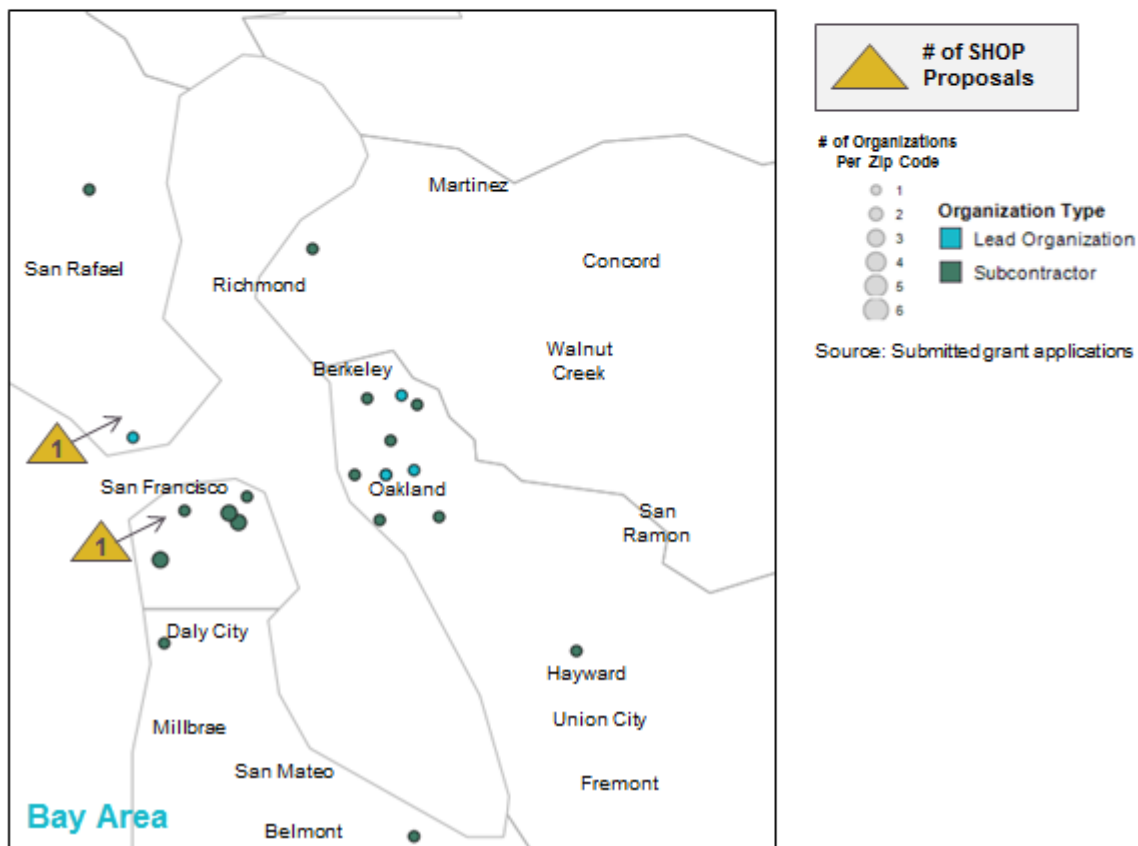 # of SHOP
Proposals
# of Organizations
Per Zip Code
1
2
3
4
5
6
Organization Type
Lead Organization
Subcontractor
Source: Submitted grant applications
Martinez
San Rafael
Richmond
Concord
Walnut
Creek
Berkeley
1
San Francisco
Oakland
San
Ramon
1
Daly City
Hayward
Millbrae
Union City
San Mateo
Fremont
Bay Area
Belmont